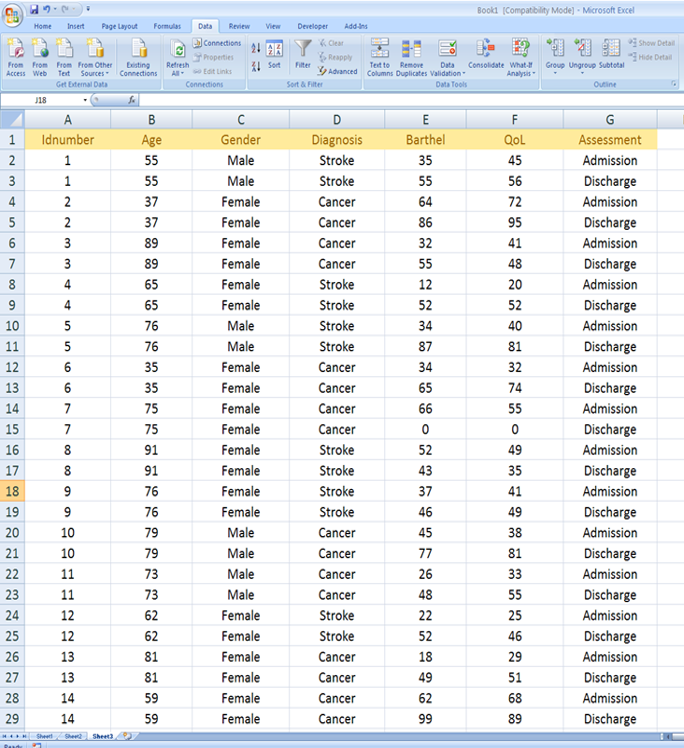 Book1 [Compatibility Mode] - Microsoft Excel
Home Insert Page Layout Formulas Data Review View Developer Add-Ins
From Access From Web From Text From Other Sources Existing Connections Refresh All Connections Properties Edit Links Sort Filter Clear Reapply Advanced Text to Columns Remove Duplicates Data Validation Consolidate What-If Analysis Group Ungroup Subtotal Show Detail Hide Detail
Get External Data Connections Sort & Filter Data Tools Outline
J18 fx
A B C D E F G
1 Idnumber Age Gender Diagnosis Barthel QoL Assessment
2 1 55 Male Stroke 35 45 Admission
3 1 55 Male Stroke 55 56 Discharge
4 2 37 Female Cancer 64 72 Admission
5 2 37 Female Cancer 86 95 Discharge
6 3 89 Female Cancer 32 41 Admission
7 3 89 Female Cancer 55 48 Discharge
8 4 65 Female Stroke 12 20 Admission
9 4 65 Female Stroke 52 52 Discharge
10 5 76 Male Stroke 34 40 Admission
11 5 76 Male Stroke 87 81 Discharge
12 6 35 Female Cancer 34 32 Admission
13 6 35 Female Cancer 65 74 Discharge
14 7 75 Female Cancer 66 55 Admission
15 7 75 Female Cancer 0 0 Discharge
16 8 91 Female Stroke 52 49 Admission
17 8 91 Female Stroke 43 35 Discharge
18 9 76 Female Stroke 37 41 Admission
19 9 76 Female Stroke 46 49 Discharge
20 10 79 Male Cancer 45 38 Admission
21 10 79 Male Cancer 77 81 Discharge
22 11 73 Male Cancer 26 33 Admission
23 11 73 Male Cancer 48 55 Discharge
24 12 62 Female Stroke 22 25 Admission
25 12 62 Female Stroke 52 46 Discharge
26 13 81 Female Cancer 18 29 Admission
27 13 81 Female Cancer 49 51 Discharge
28 14 59 Female Cancer 62 68 Admission
29 14 59 Female Cancer 99 89 Discharge
Sheet1 Sheet2 Sheet3